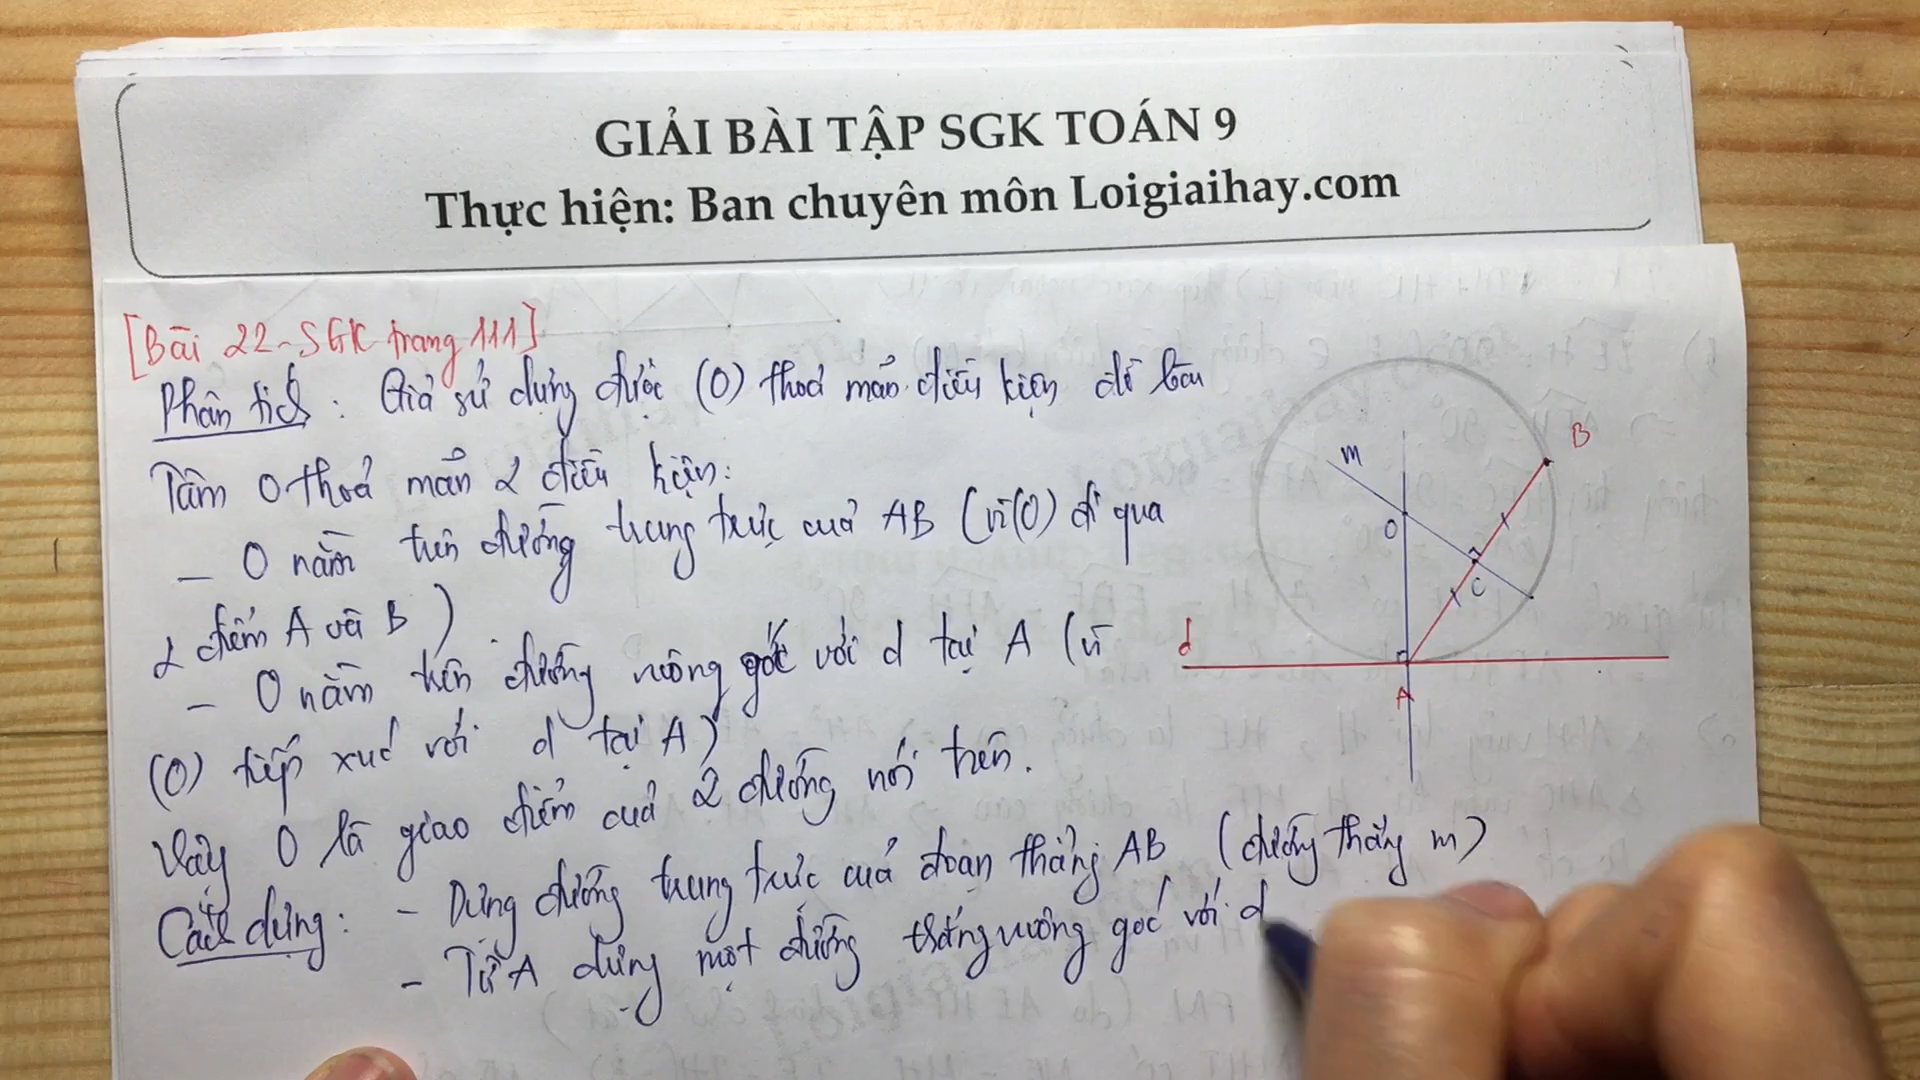 GIẢI BÀI TẬP SGK TOÁN 9
Thực hiện: Ban chuyên môn Loigiaihay.com
[Bài 22 - SGK trang 111]
Phân tích : Giả sử dựng được (O) thoả mãn điều kiện đề bài
Tâm O thoả mãn 2 điều kiện:
- O nằm trên đường trung trực của AB (vì (O) đi qua
2 điểm A và B )
- O nằm trên đường vuông góc với d tại A (vì
(O) tiếp xúc với d tại A)
Vậy O là giao điểm của 2 đường nói trên.
Cách dựng : - Dựng đường trung trực của đoạn thẳng AB (đường thẳng m)
- Từ A dựng một đường thẳng vuông góc với d
B
m
O
C
d
A